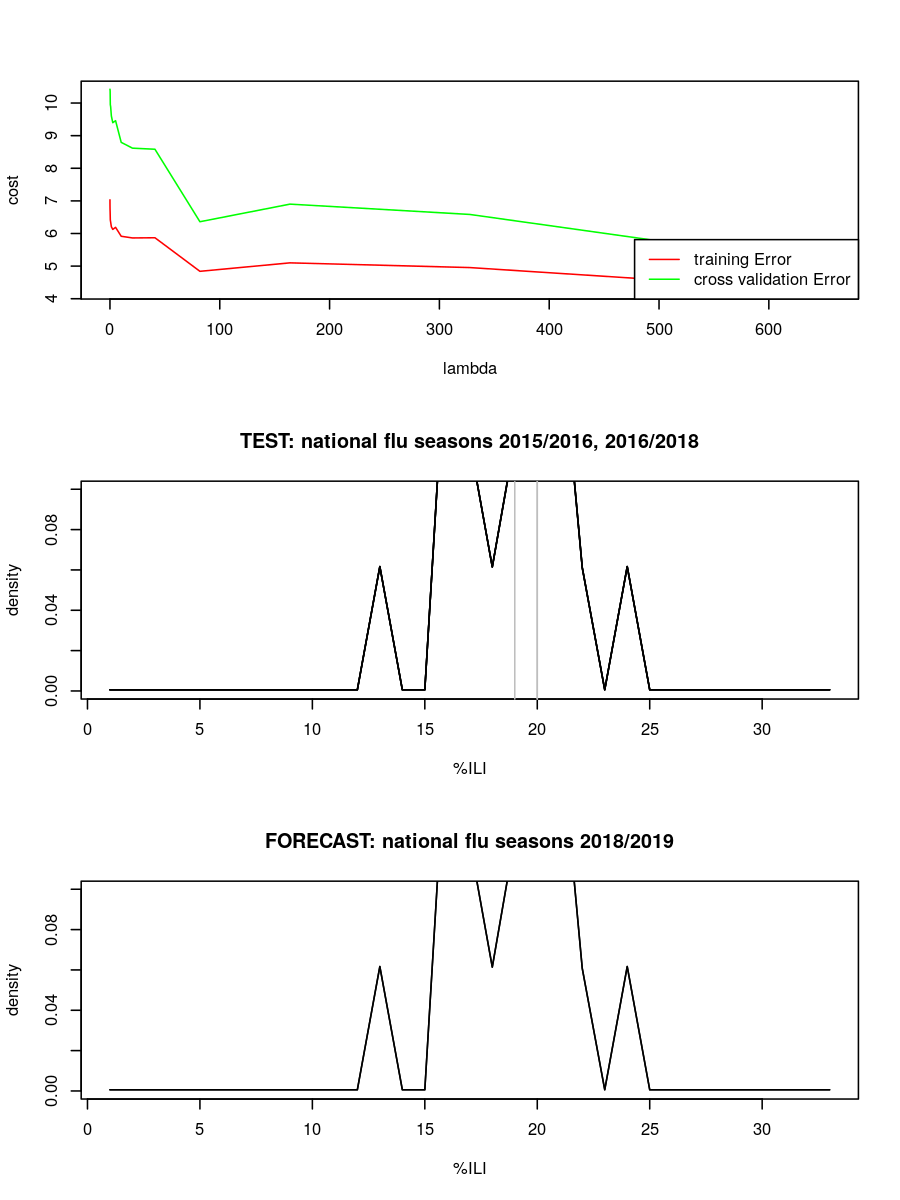 cost
4
5
6
7
8
9
10
training Error
cross validation Error
0 100 200 300 400 500 600
lambda
TEST: national flu seasons 2015/2016, 2016/2018
density
0.00
0.04
0.08
0 5 10 15 20 25 30
%ILI
FORECAST: national flu seasons 2018/2019
density
0.00
0.04
0.08
0 5 10 15 20 25 30
%ILI